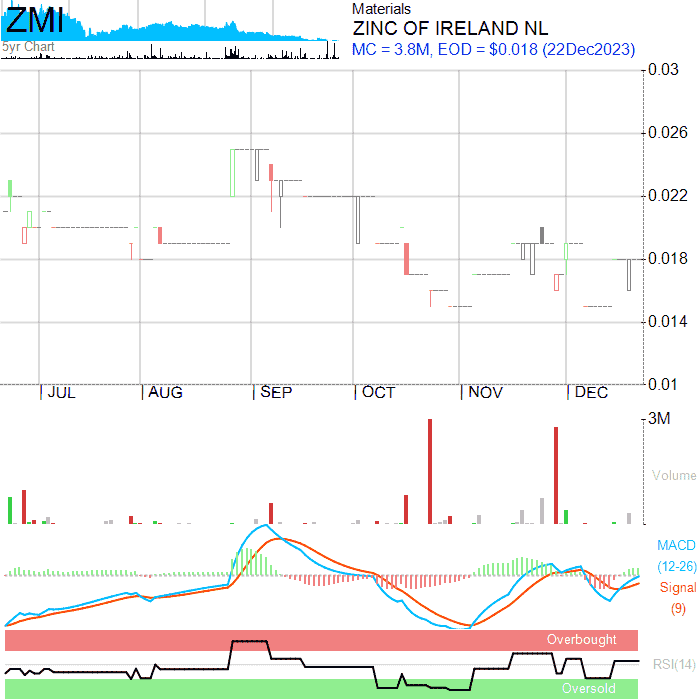 ZMI
5yr Chart
Materials
ZINC OF IRELAND NL
MC = 3.8M, EOD = $0.018 (22Dec2023)
0.03
0.026
0.022
0.018
0.014
0.01
JUL AUG SEP OCT NOV DEC
3M
Volume
MACD
(12-26)
Signal
(9)
Overbought
RSI(14)
Oversold